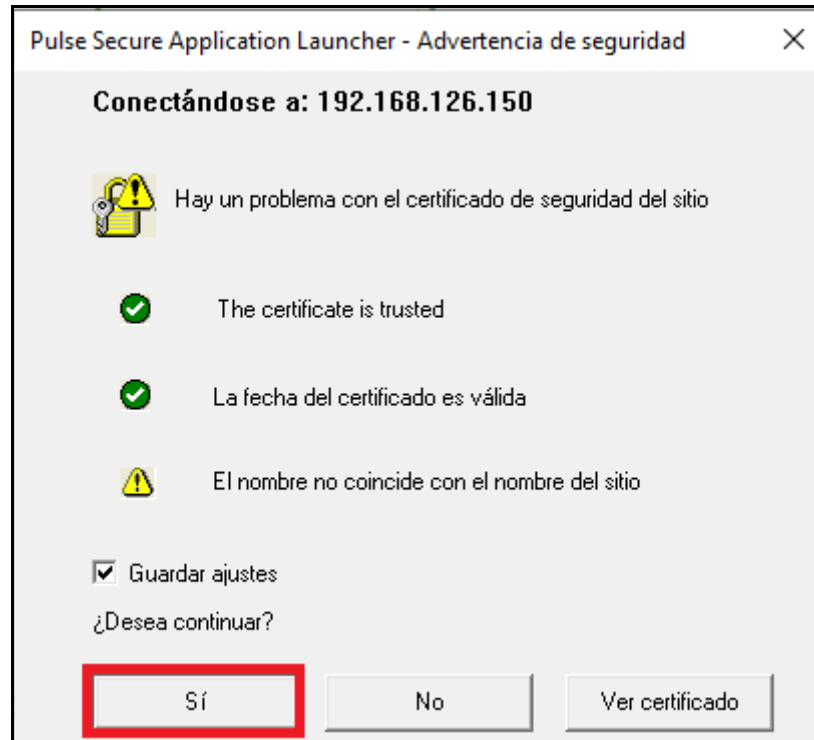 Pulse Secure Application Launcher - Advertencia de seguridad
Conectándose a: 192.168.126.150
Hay un problema con el certificado de seguridad del sitio
The certificate is trusted
La fecha del certificado es válida
El nombre no coincide con el nombre del sitio
Guardar ajustes
¿Desea continuar?
Sí No Ver certificado